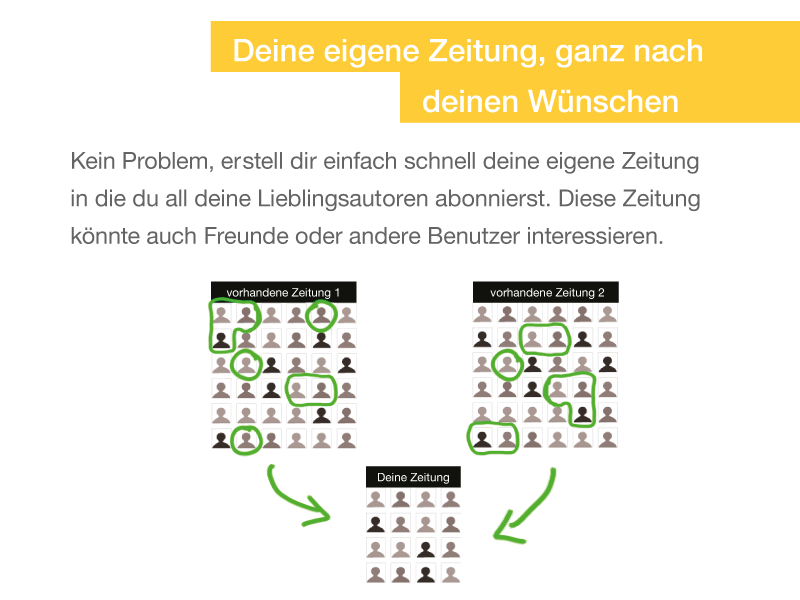 Deine eigene Zeitung, ganz nach
deinen Wünschen
Kein Problem, erstell dir einfach schnell deine eigene Zeitung
in die du all deine Lieblingsautoren abonnierst. Diese Zeitung
könnte auch Freunde oder andere Benutzer interessieren.
vorhandene Zeitung 1
vorhandene Zeitung 2
Deine Zeitung